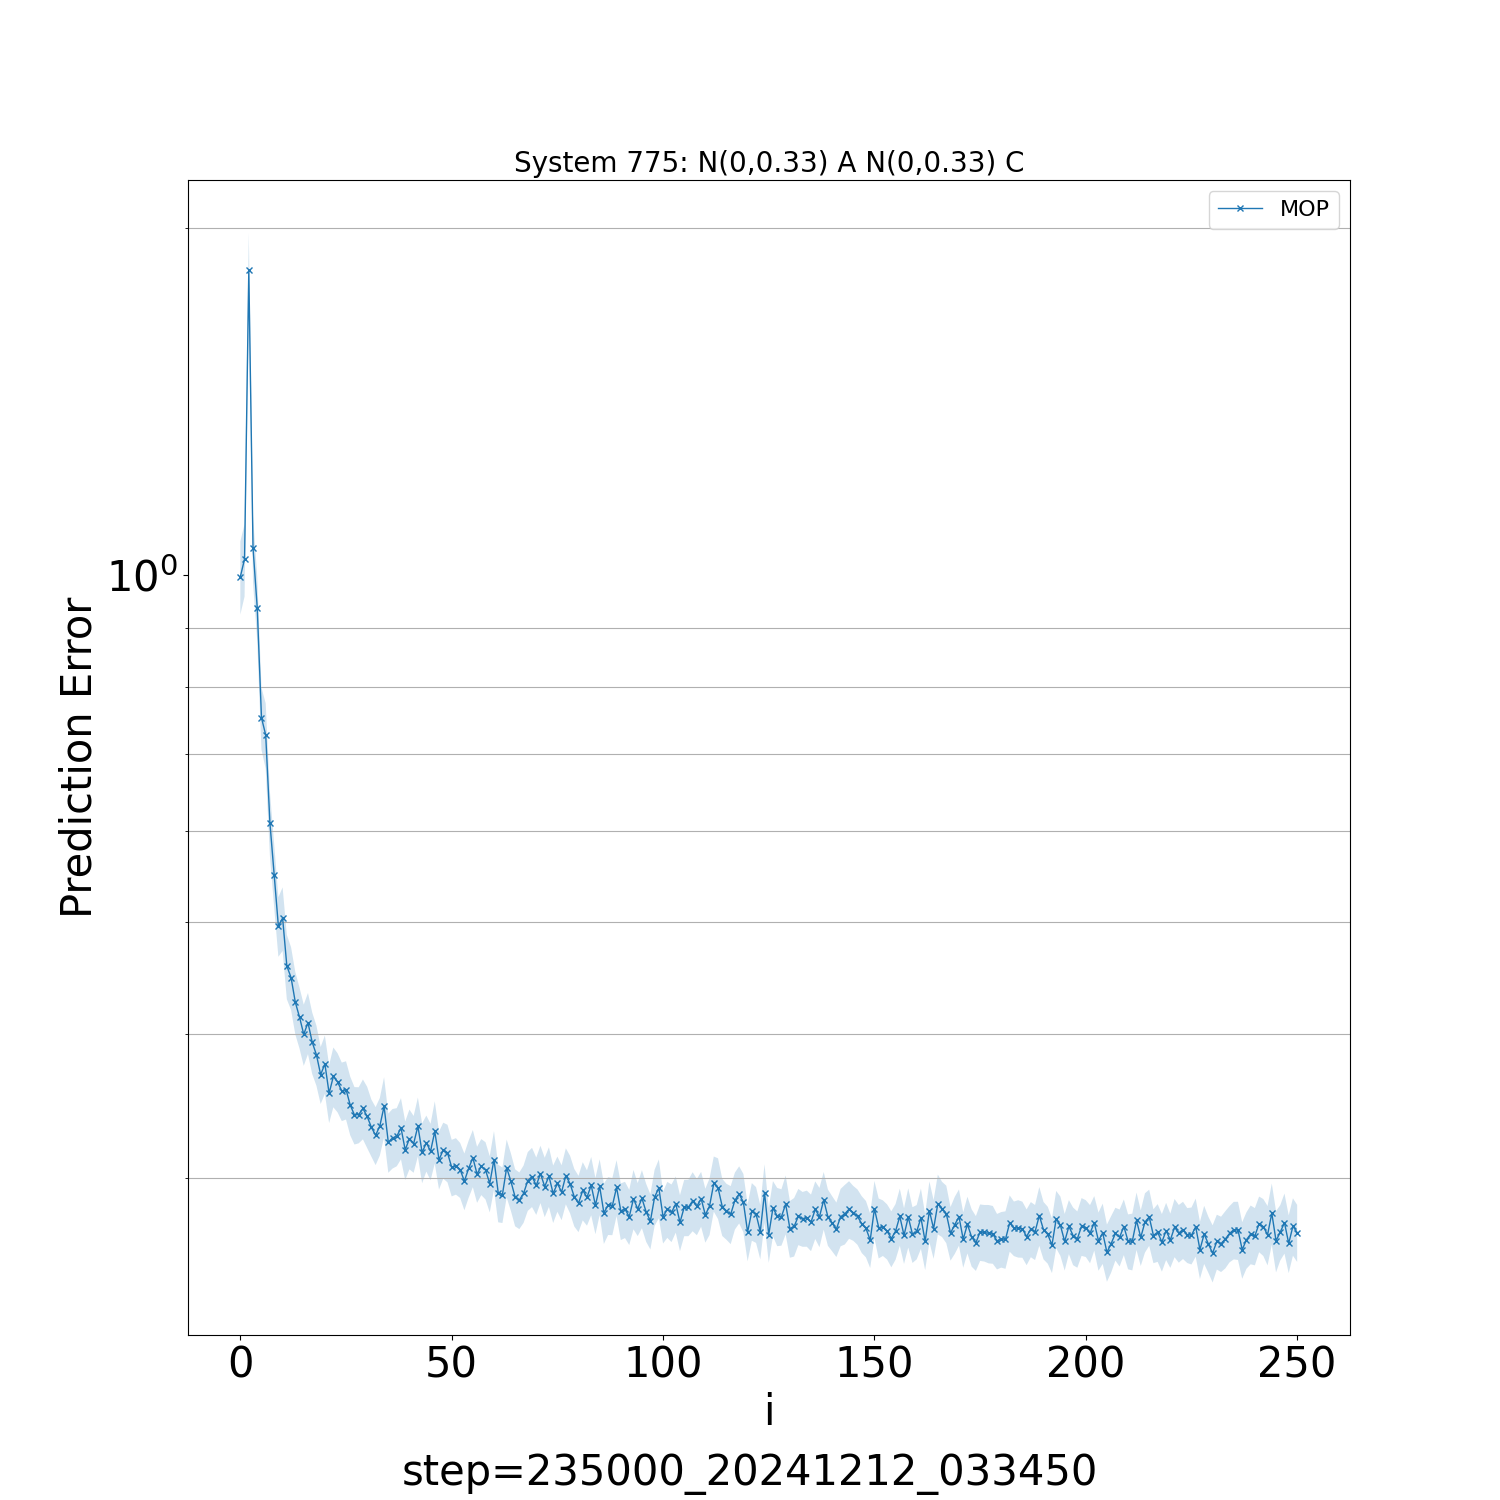 System 775: N(0,0.33) A N(0,0.33) C
MOP
10⁰
Prediction Error
0 50 100 150 200 250
i
step=235000_20241212_033450